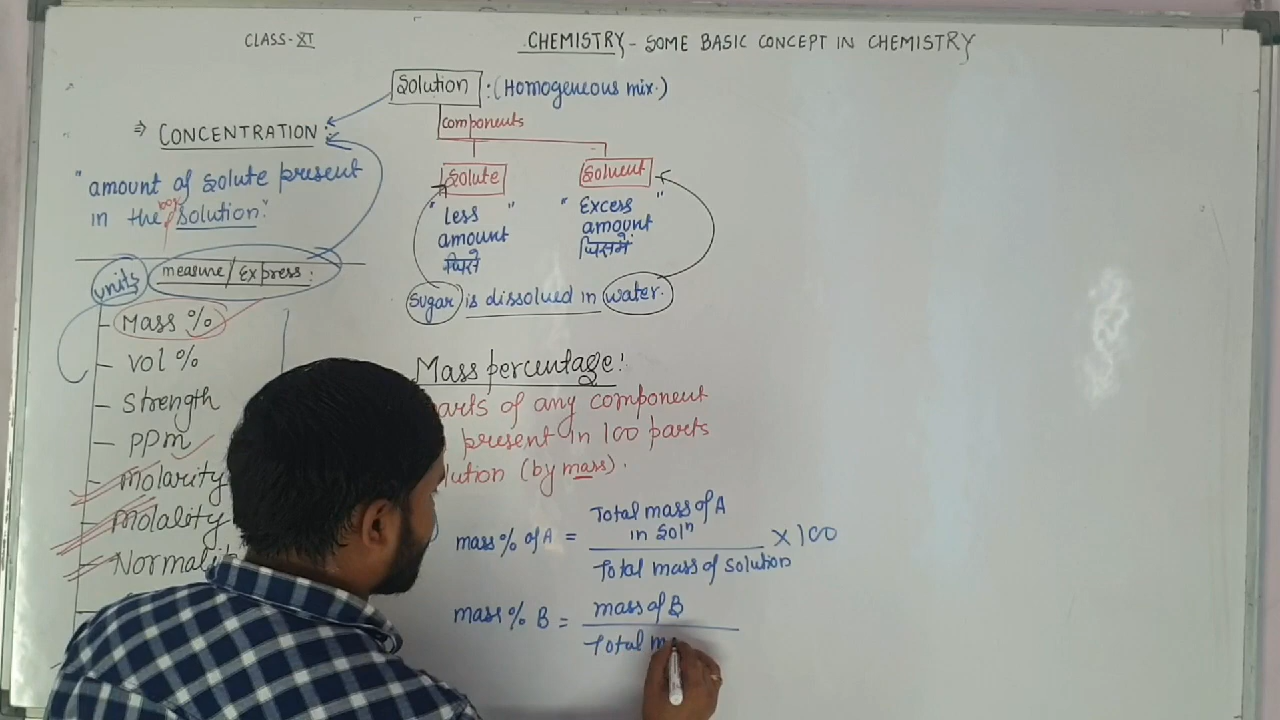 CLASS-XI
CHEMISTRY - SOME BASIC CONCEPT IN CHEMISTRY
Solution : (Homogeneous mix.)
components
Solute
Solvent
"Less"
amount
जिसे
"Excess"
amount
जिसमें
Sugar is dissolved in water.
⇒ CONCENTRATION :
"amount of solute present
in the solution."
units measure/Express :
- Mass %
- Vol %
- Strength
- PPm
- Molarity
- Molality
- Normali
Mass percentage :
arts of any component
present in 100 parts
lution (by mass).
mass % of A = Total mass of A in solⁿ / Total mass of solution × 100
mass % B = mass of B / Total m